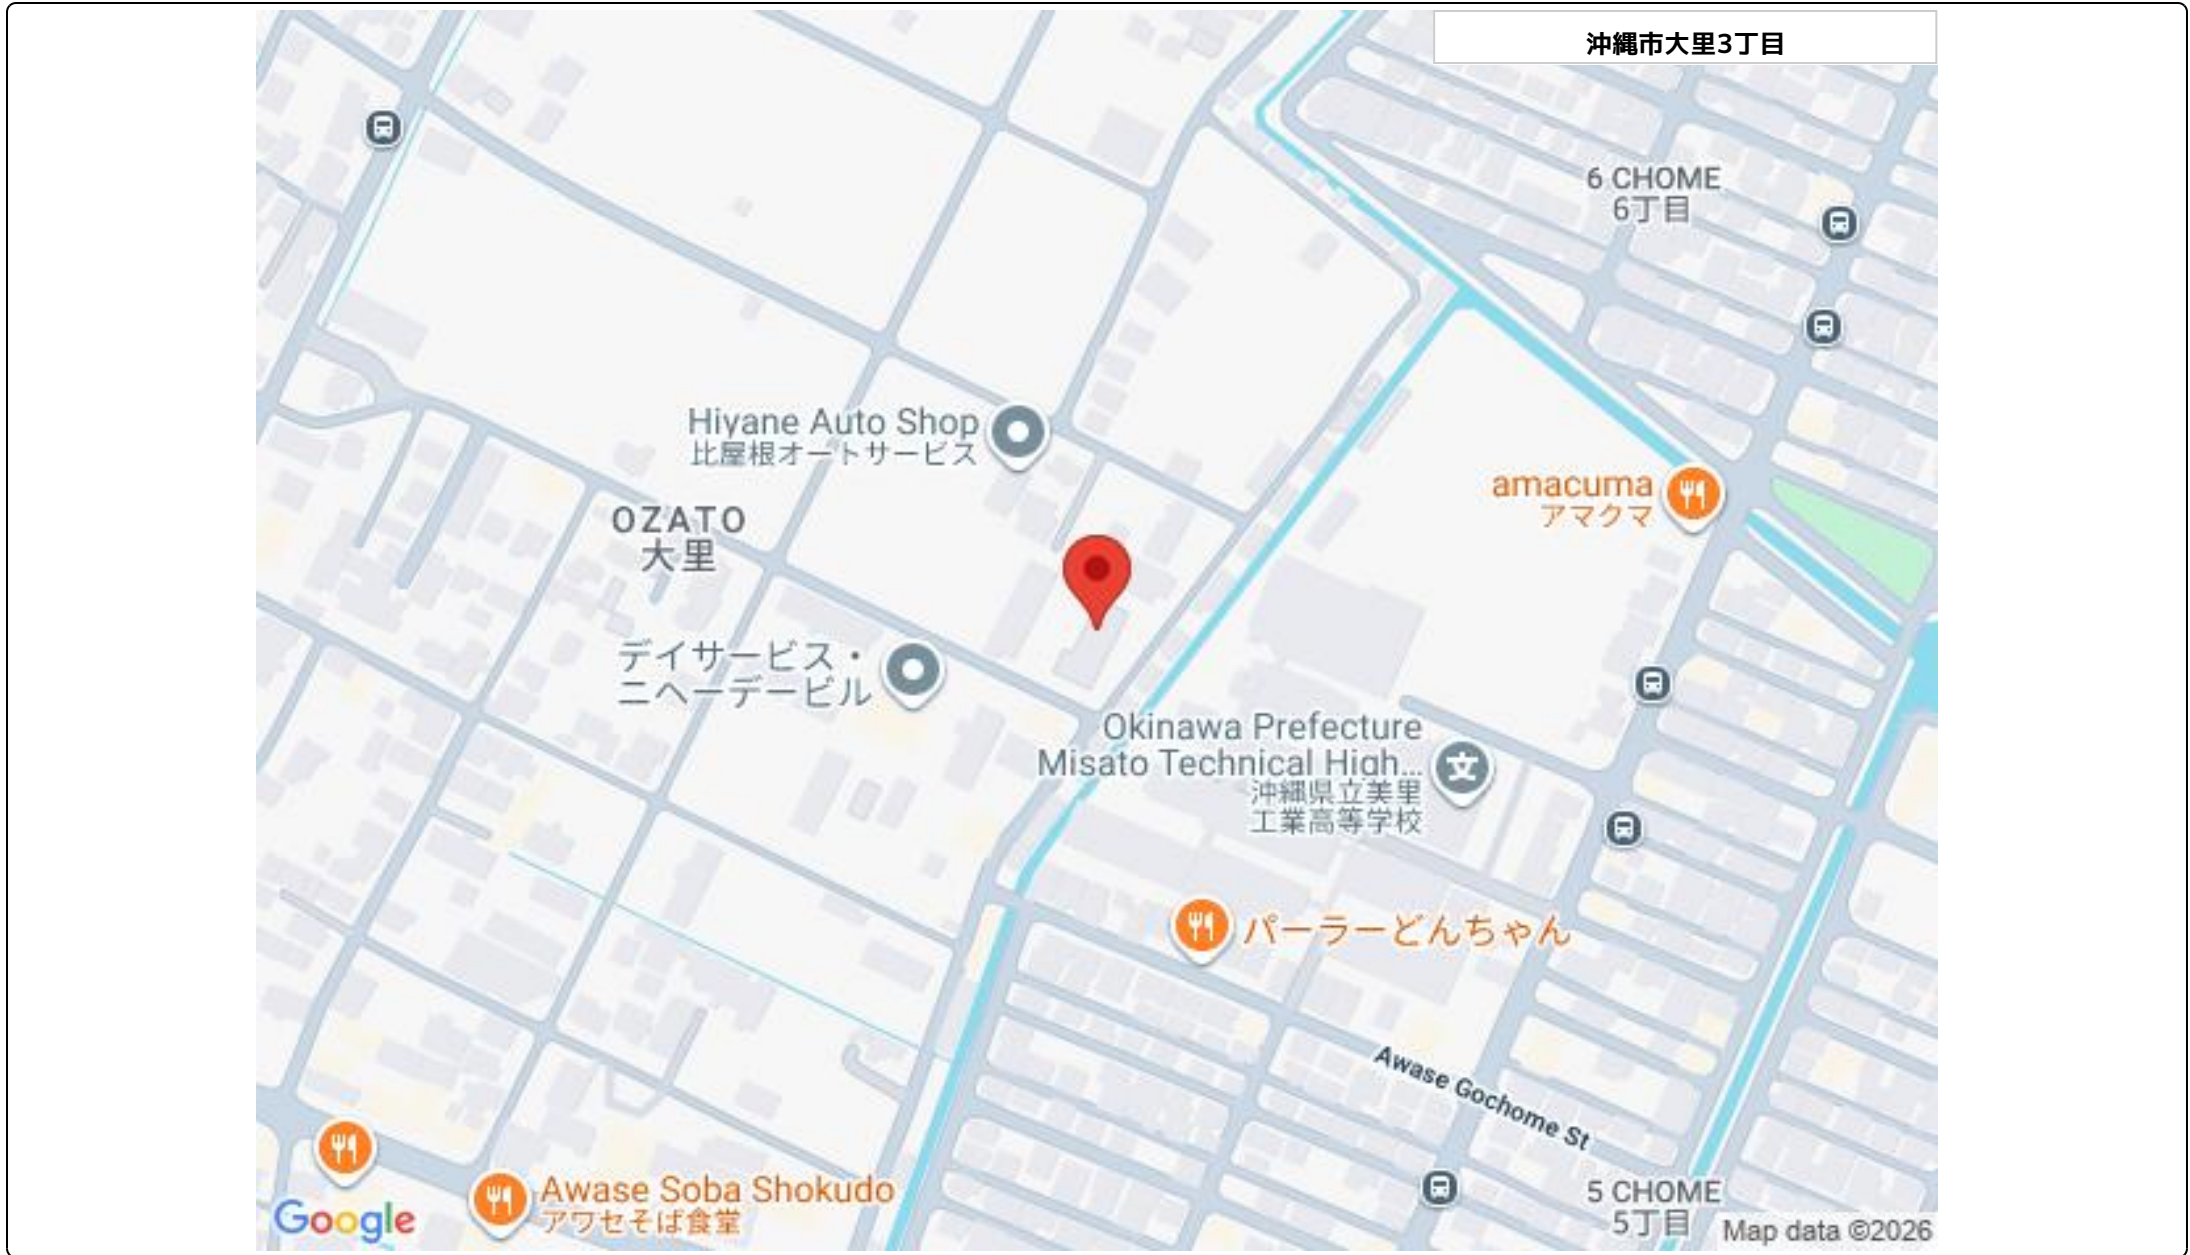 沖縄市大里3丁目
6 CHOME
6丁目
Hiyane Auto Shop
比屋根オートサービス
amacuma
アマクマ
OZATO
大里
デイサービス・
ニヘーデービル
Okinawa Prefecture
Misato Technical High...
沖縄県立美里
工業高等学校
文
パーラーどんちゃん
Awase Gochome St
Awase Soba Shokudo
アワセそば食堂
5 CHOME
5丁目
Google
Map data ©2026